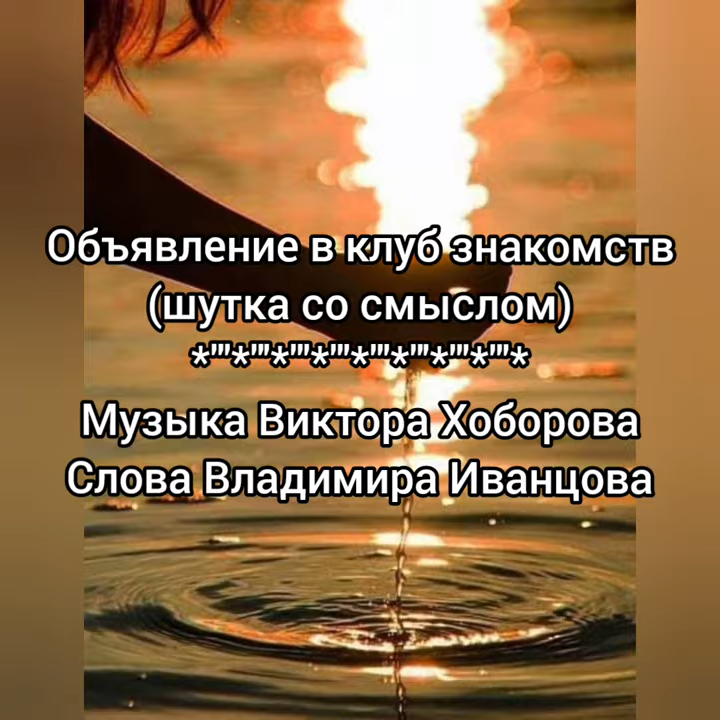 Объявление в клуб знакомств
(шутка со смыслом)
*"'*"'*"'*"'*"'*"'*"'*"'*
Музыка Виктора Хоборова
Слова Владимира Иванцова